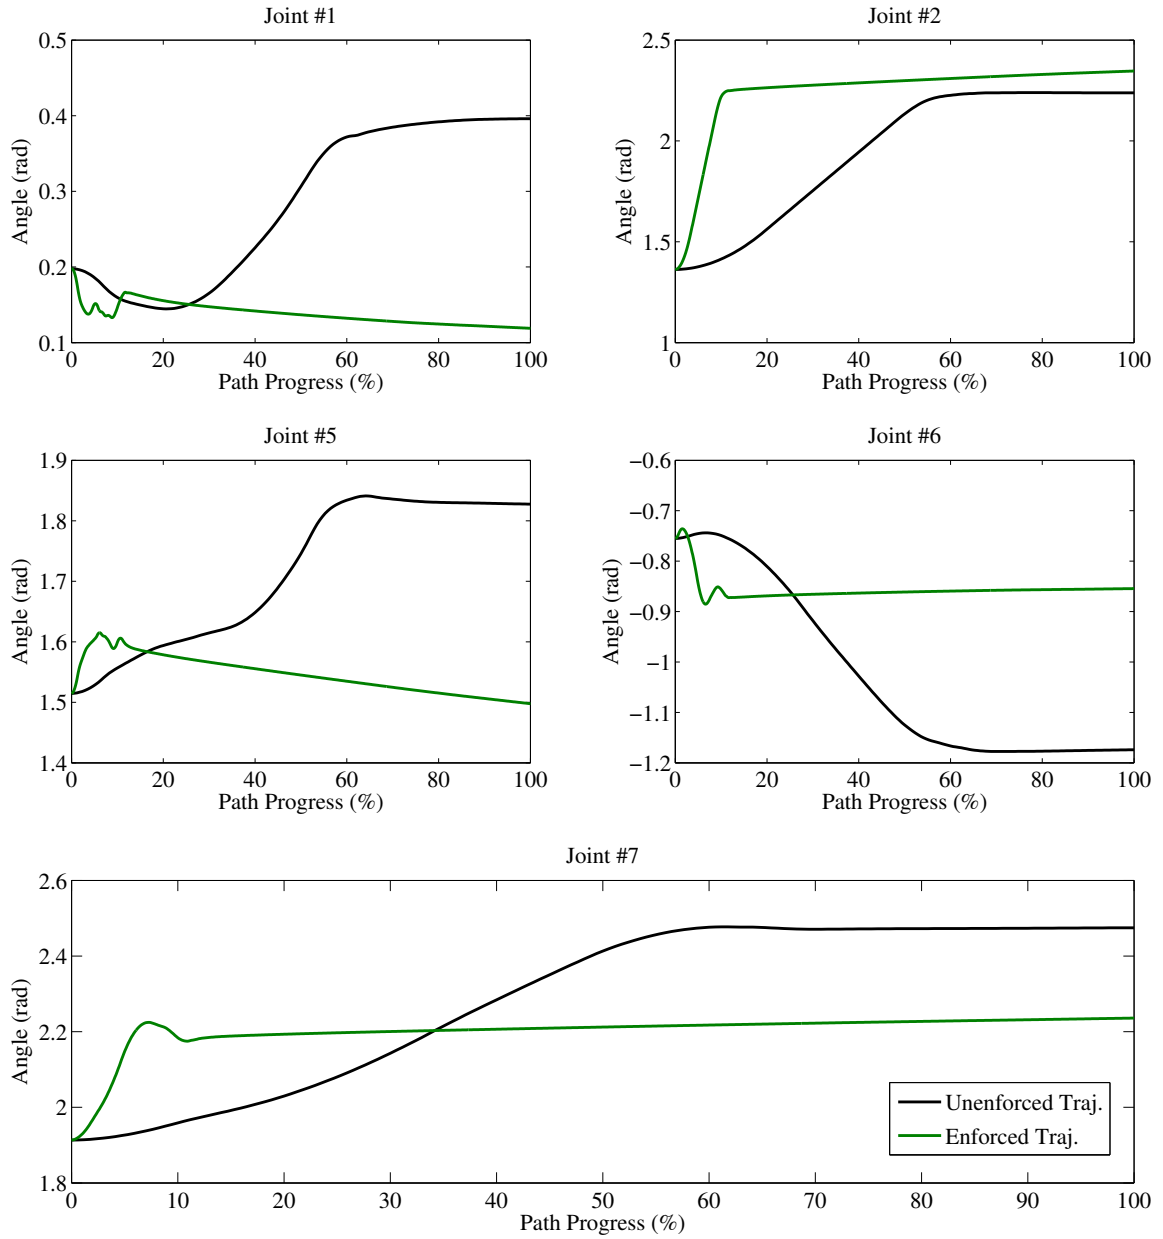 Joint #1
0.5
0.4
0.3
0.2
0.1
Angle (rad)
0 20 40 60 80 100
Path Progress (%)
Joint #2
2.5
2
1.5
1
Angle (rad)
0 20 40 60 80 100
Path Progress (%)
Joint #5
1.9
1.8
1.7
1.6
1.5
1.4
Angle (rad)
0 20 40 60 80 100
Path Progress (%)
Joint #6
−0.6
−0.7
−0.8
−0.9
−1
−1.1
−1.2
Angle (rad)
0 20 40 60 80 100
Path Progress (%)
Joint #7
2.6
2.4
2.2
2
1.8
Angle (rad)
Unenforced Traj.
Enforced Traj.
0 10 20 30 40 50 60 70 80 90 100
Path Progress (%)